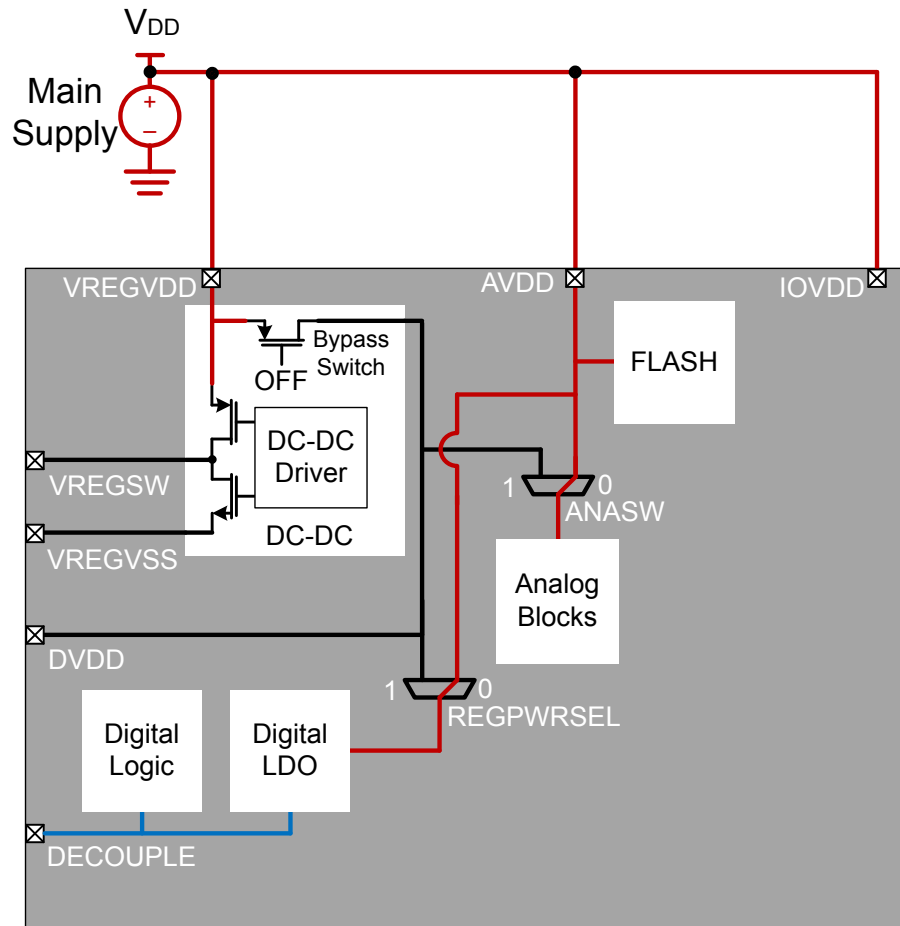 VDD
Main
Supply
+
–
VREGVDD
AVDD
IOVDD
Bypass
Switch
OFF
FLASH
DC-DC
Driver
VREGSW
1
0
ANASW
DC-DC
VREGVSS
Analog
Blocks
DVDD
1
0
REGPWRSEL
Digital
Logic
Digital
LDO
DECOUPLE